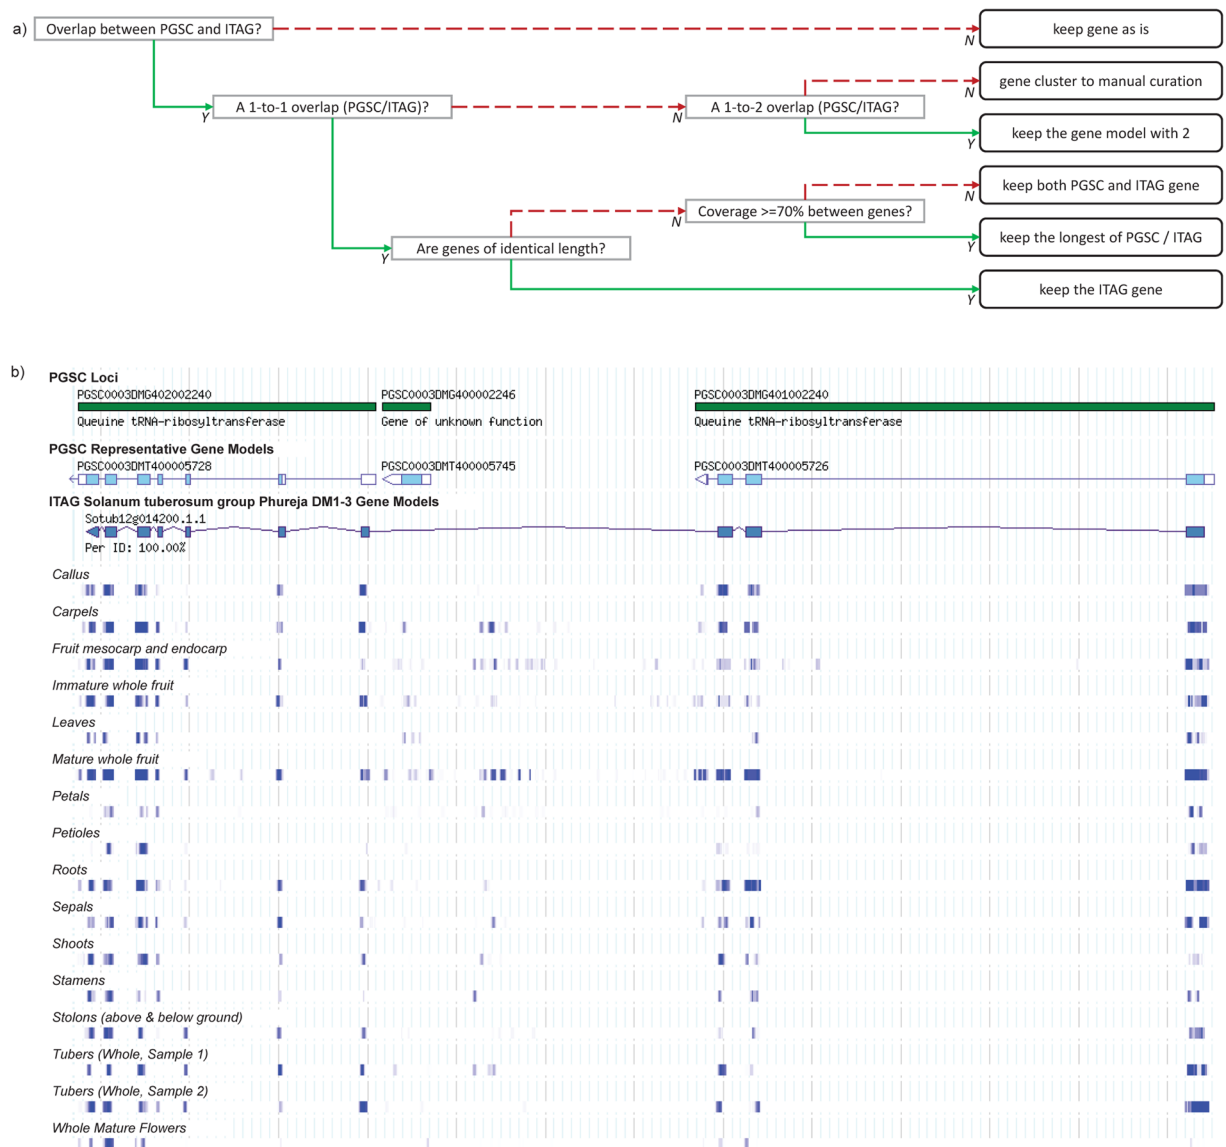 a)
Overlap between PGSC and ITAG?
N
keep gene as is
Y
A 1-to-1 overlap (PGSC/ITAG)?
N
A 1-to-2 overlap (PGSC/ITAG?
N
gene cluster to manual curation
Y
keep the gene model with 2
Y
Are genes of identical length?
N
Coverage >=70% between genes?
N
keep both PGSC and ITAG gene
Y
keep the longest of PGSC / ITAG
Y
keep the ITAG gene
b)
PGSC Loci
PGSC0003DMG402002240 PGSC0003DMG400002246 PGSC0003DMG401002240
Queuine tRNA-ribosyltransferase Gene of unknown function Queuine tRNA-ribosyltransferase
PGSC Representative Gene Models
PGSC0003DMT400005728 PGSC0003DMT400005745 PGSC0003DMT400005726
ITAG Solanum tuberosum group Phureja DM1-3 Gene Models
Sotub12g014200.1.1
Per ID: 100.00%
Callus
Carpels
Fruit mesocarp and endocarp
Immature whole fruit
Leaves
Mature whole fruit
Petals
Petioles
Roots
Sepals
Shoots
Stamens
Stolons (above & below ground)
Tubers (Whole, Sample 1)
Tubers (Whole, Sample 2)
Whole Mature Flowers